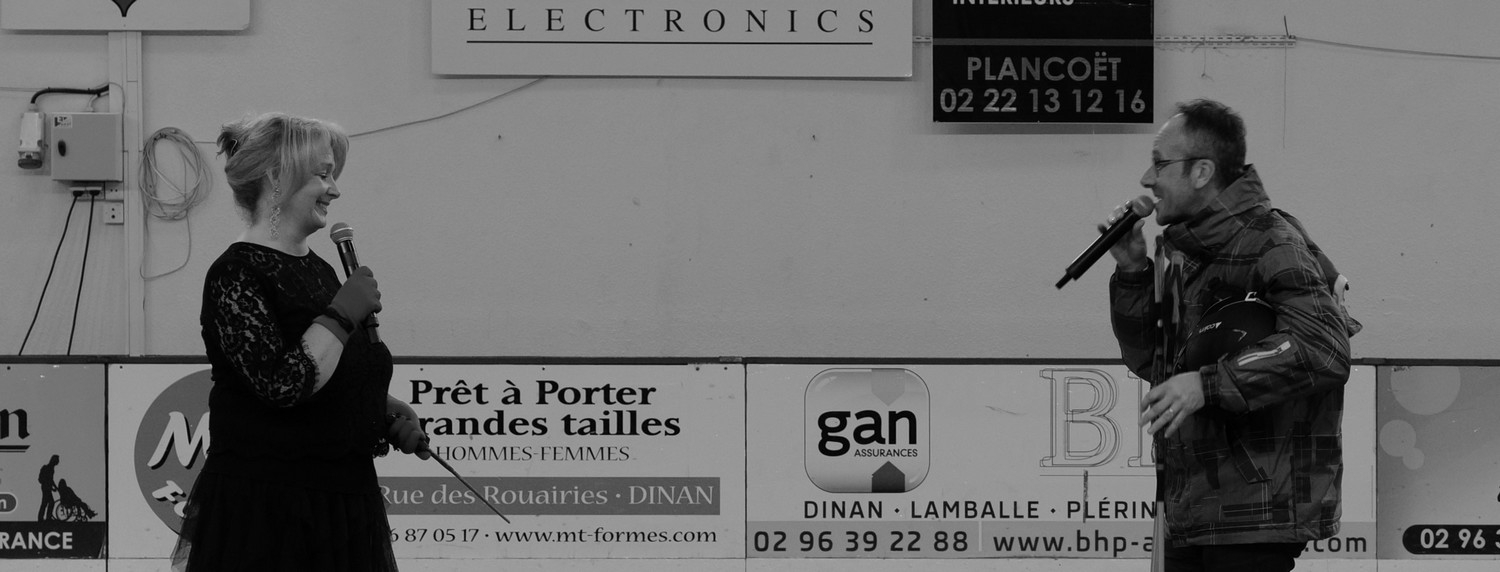 ELECTRONICS
INTERIEURS
PLANCOËT
02 22 13 12 16
Prêt à Porter
randes tailles
HOMMES-FEMMES
Rue des Rouairies · DINAN
6 87 05 17 · www.mt-formes.com
gan
ASSURANCES
DINAN · LAMBALLE · PLÉRIN
02 96 39 22 88
www.bhp-a
.com
RANCE
02 96 3